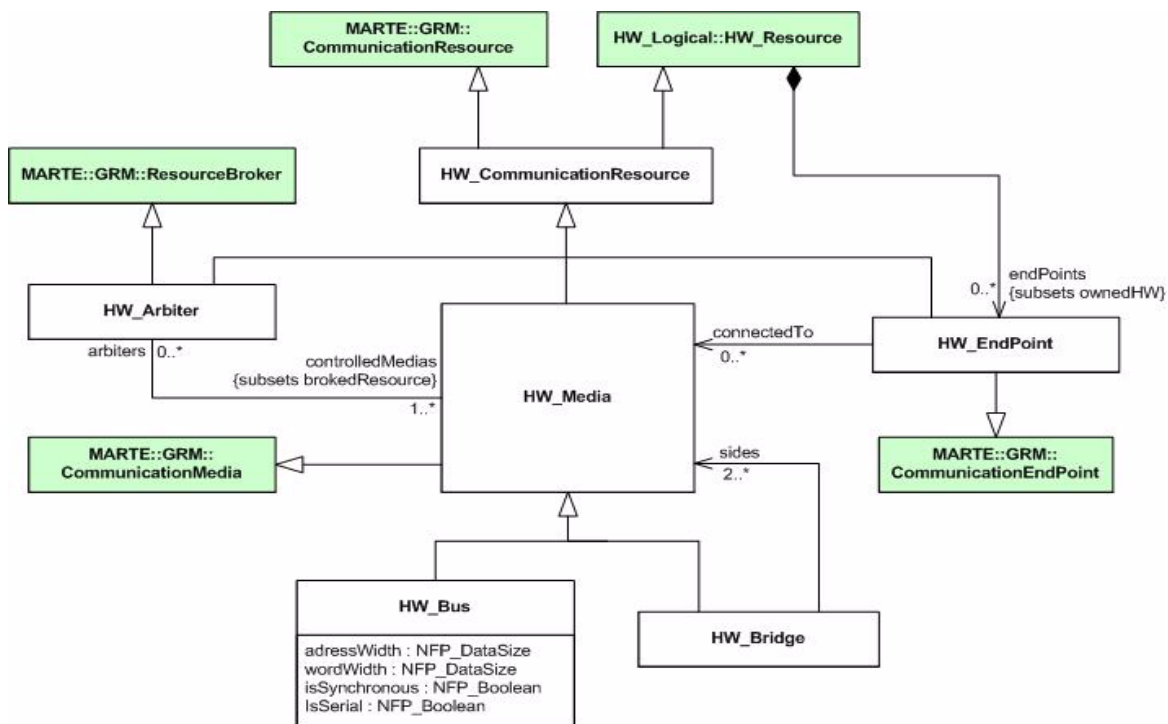 MARTE::GRM::
CommunicationResource
HW_Logical::HW_Resource
MARTE::GRM::ResourceBroker
HW_CommunicationResource
HW_Arbiter
endPoints
0..* {subsets ownedHW}
arbiters 0..*
controlledMedias
{subsets brokedResource}
1..*
HW_Media
connectedTo
0..*
HW_EndPoint
MARTE::GRM::
CommunicationMedia
sides
2..*
MARTE::GRM::
CommunicationEndPoint
HW_Bus
adressWidth : NFP_DataSize
wordWidth : NFP_DataSize
isSynchronous : NFP_Boolean
IsSerial : NFP_Boolean
HW_Bridge